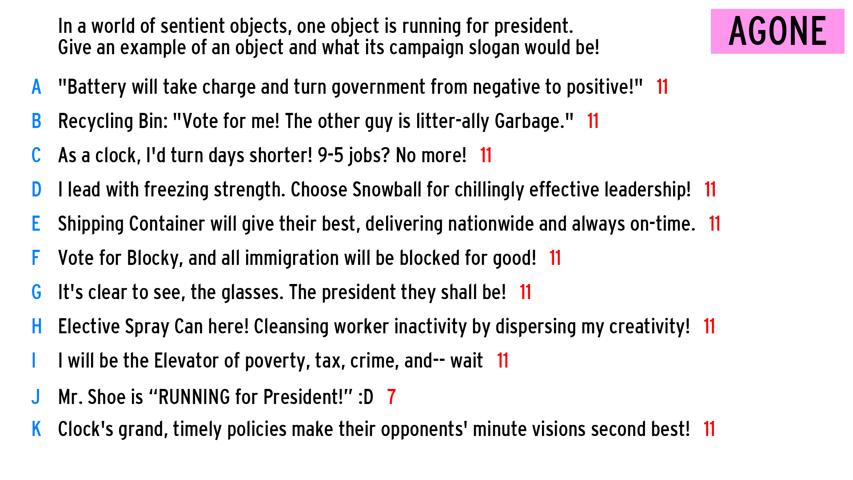 In a world of sentient objects, one object is running for president.
Give an example of an object and what its campaign slogan would be!
AGONE
A "Battery will take charge and turn government from negative to positive!" 11
B Recycling Bin: "Vote for me! The other guy is litter-ally Garbage." 11
C As a clock, I'd turn days shorter! 9-5 jobs? No more! 11
D I lead with freezing strength. Choose Snowball for chillingly effective leadership! 11
E Shipping Container will give their best, delivering nationwide and always on-time. 11
F Vote for Blocky, and all immigration will be blocked for good! 11
G It's clear to see, the glasses. The president they shall be! 11
H Elective Spray Can here! Cleansing worker inactivity by dispersing my creativity! 11
I I will be the Elevator of poverty, tax, crime, and-- wait 11
J Mr. Shoe is “RUNNING for President!” :D 7
K Clock's grand, timely policies make their opponents' minute visions second best! 11